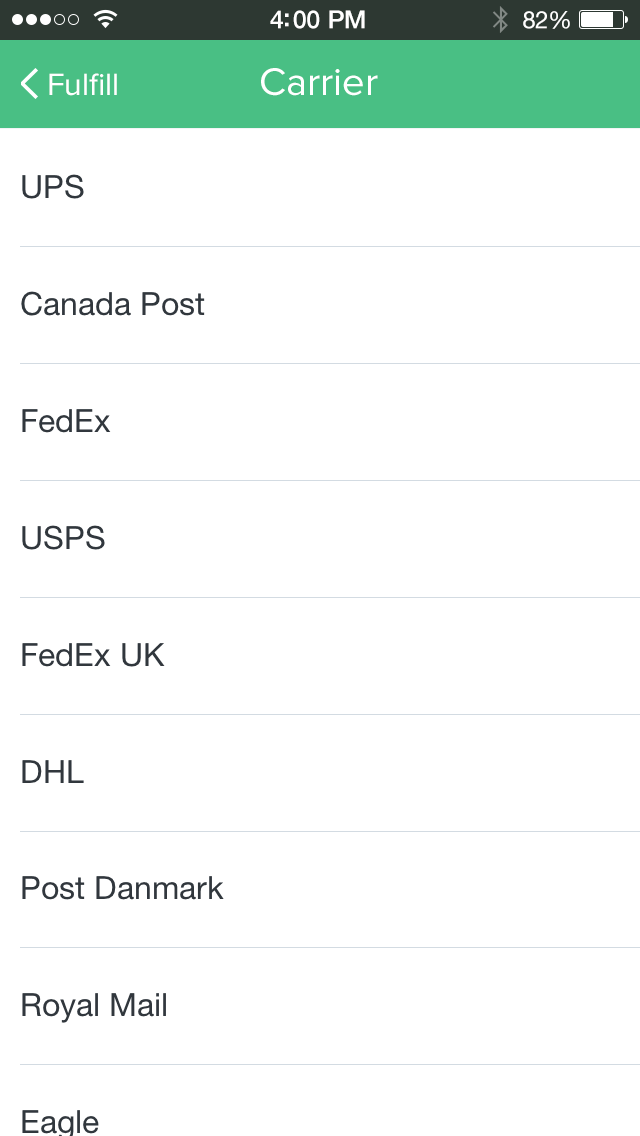 4:00 PM 82%
Fulfill Carrier
UPS
Canada Post
FedEx
USPS
FedEx UK
DHL
Post Danmark
Royal Mail
Eagle